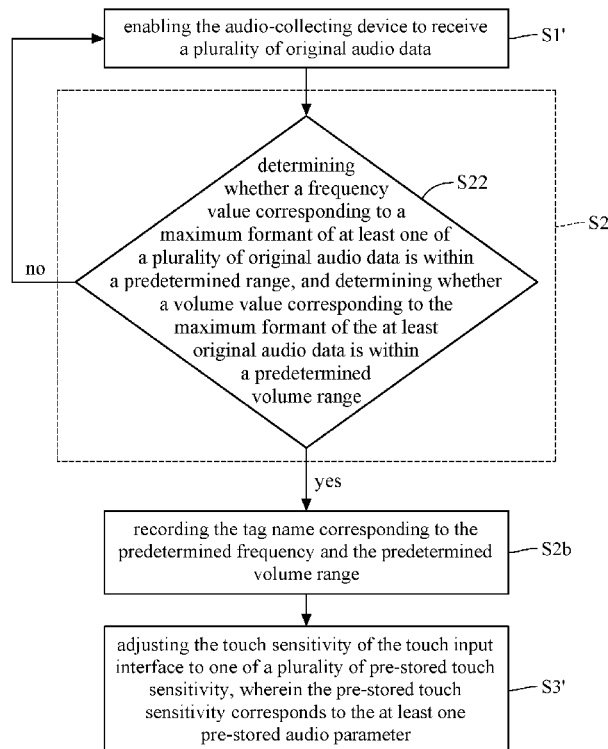 enabling the audio-collecting device to receive
a plurality of original audio data
S1'
determining
whether a frequency
value corresponding to a
maximum formant of at least one of
a plurality of original audio data is within
a predetermined range, and determining whether
a volume value corresponding to the
maximum formant of the at least
original audio data is within
a predetermined
volume range
S22
S2
no
yes
recording the tag name corresponding to the
predetermined frequency and the predetermined
volume range
S2b
adjusting the touch sensitivity of the touch input
interface to one of a plurality of pre-stored touch
sensitivity, wherein the pre-stored touch
sensitivity corresponds to the at least one
pre-stored audio parameter
S3'